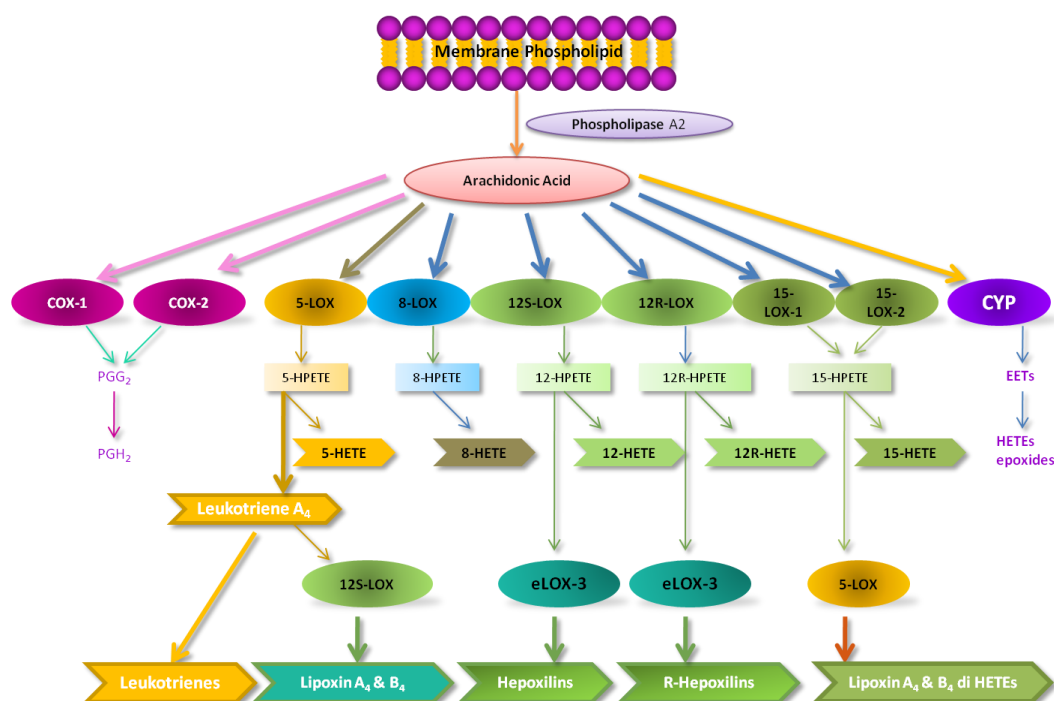 Membrane Phospholipid
Phospholipase A2
Arachidonic Acid
COX-1
COX-2
5-LOX
8-LOX
12S-LOX
12R-LOX
15-
LOX-1
15-
LOX-2
CYP
PGG₂
5-HPETE
8-HPETE
12-HPETE
12R-HPETE
15-HPETE
EETs
PGH₂
5-HETE
8-HETE
12-HETE
12R-HETE
15-HETE
HETEs
epoxides
Leukotriene A₄
12S-LOX
eLOX-3
eLOX-3
5-LOX
Leukotrienes
Lipoxin A₄ & B₄
Hepoxilins
R-Hepoxilins
Lipoxin A₄ & B₄ di HETEs